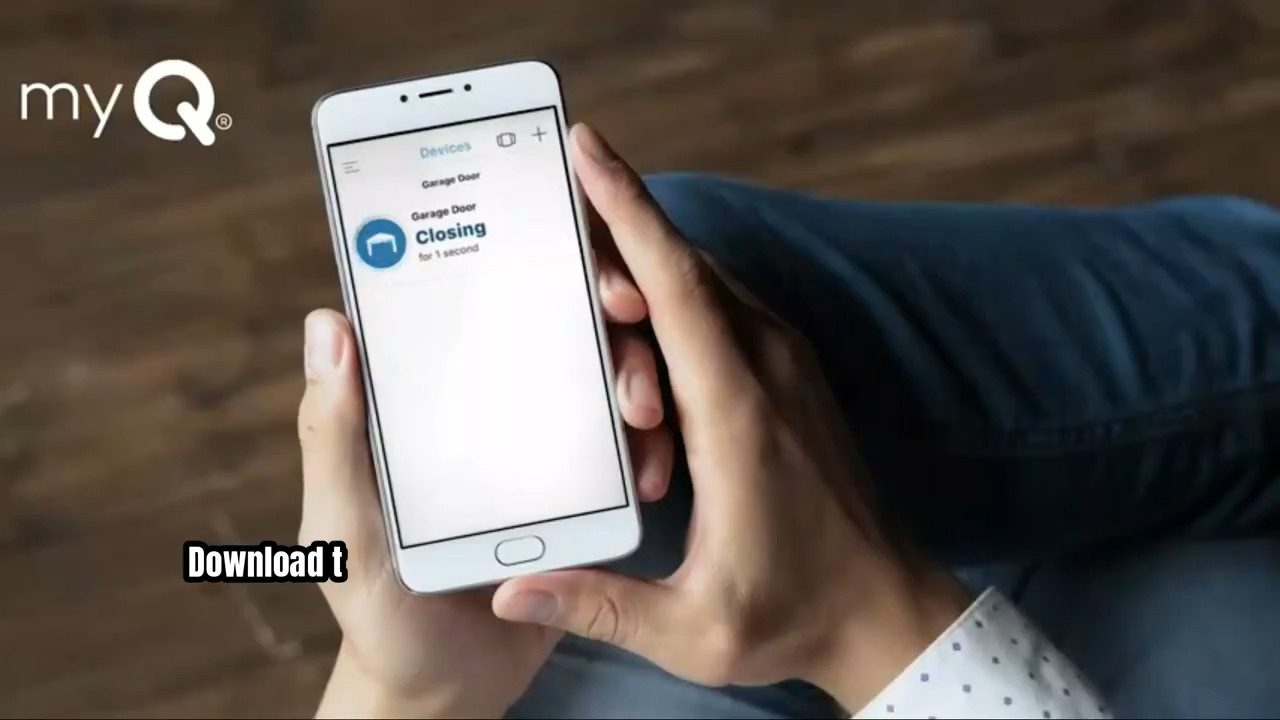 myQ®
Devices
Garage Door
Garage Door
Closing
for 1 second
Download t